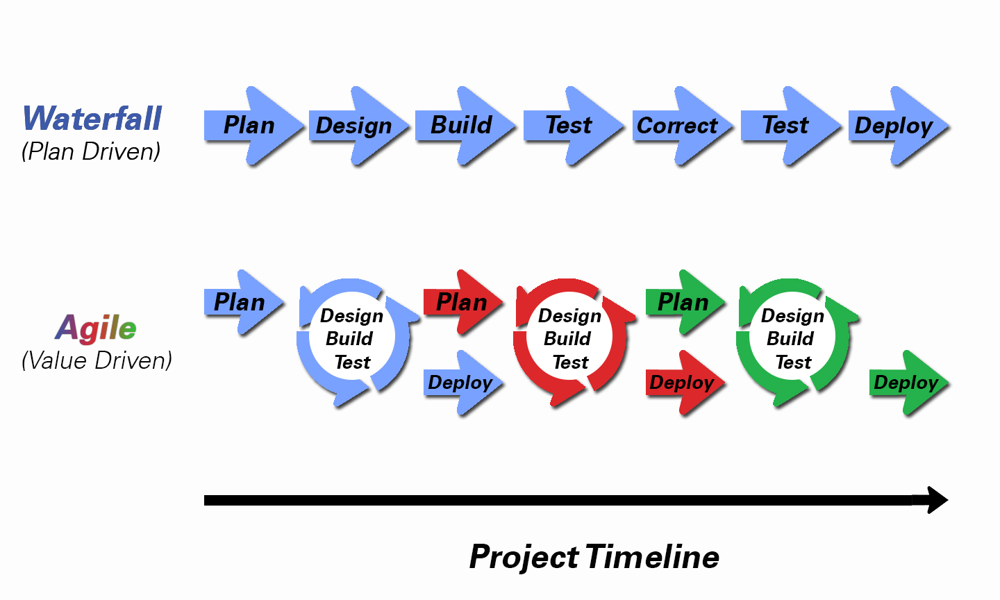 Waterfall
(Plan Driven)
Plan
Design
Build
Test
Correct
Test
Deploy
Agile
(Value Driven)
Plan
Design
Build
Test
Plan
Deploy
Design
Build
Test
Plan
Deploy
Design
Build
Test
Deploy
Project Timeline